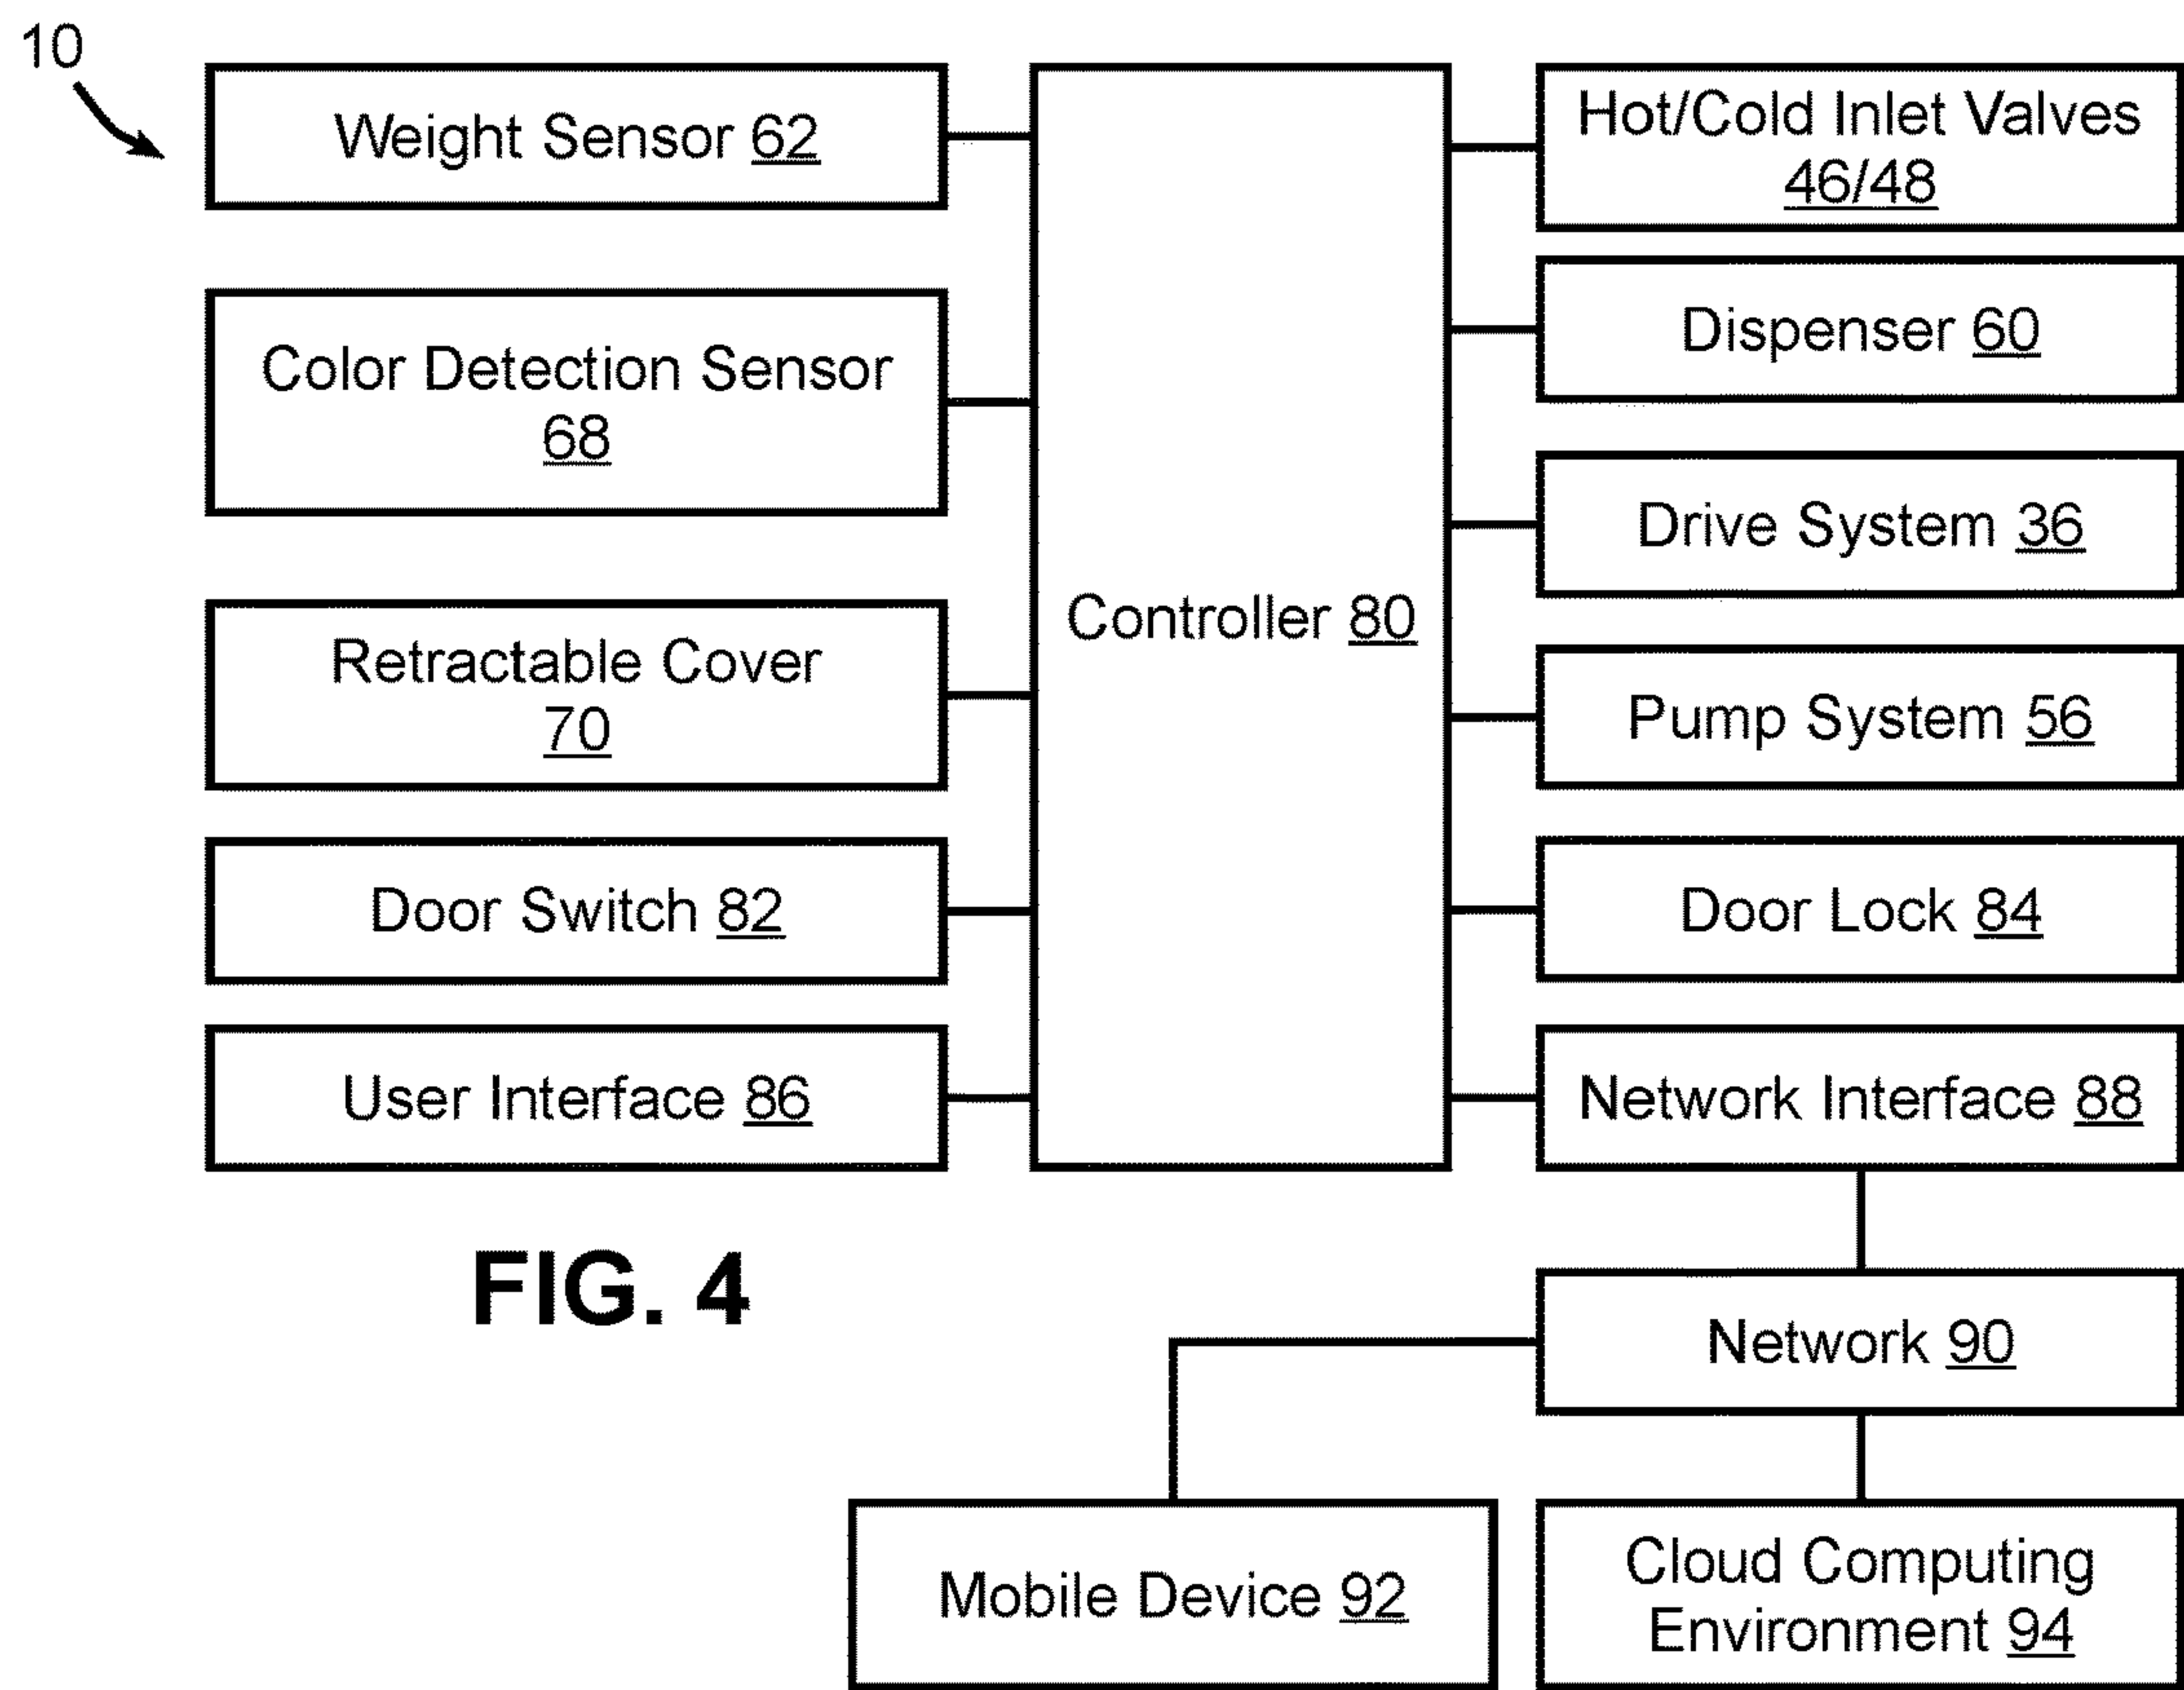 10
Weight Sensor 62
Color Detection Sensor
68
Retractable Cover
70
Door Switch 82
User Interface 86
Controller 80
Hot/Cold Inlet Valves
46/48
Dispenser 60
Drive System 36
Pump System 56
Door Lock 84
Network Interface 88
FIG. 4
Network 90
Mobile Device 92
Cloud Computing
Environment 94